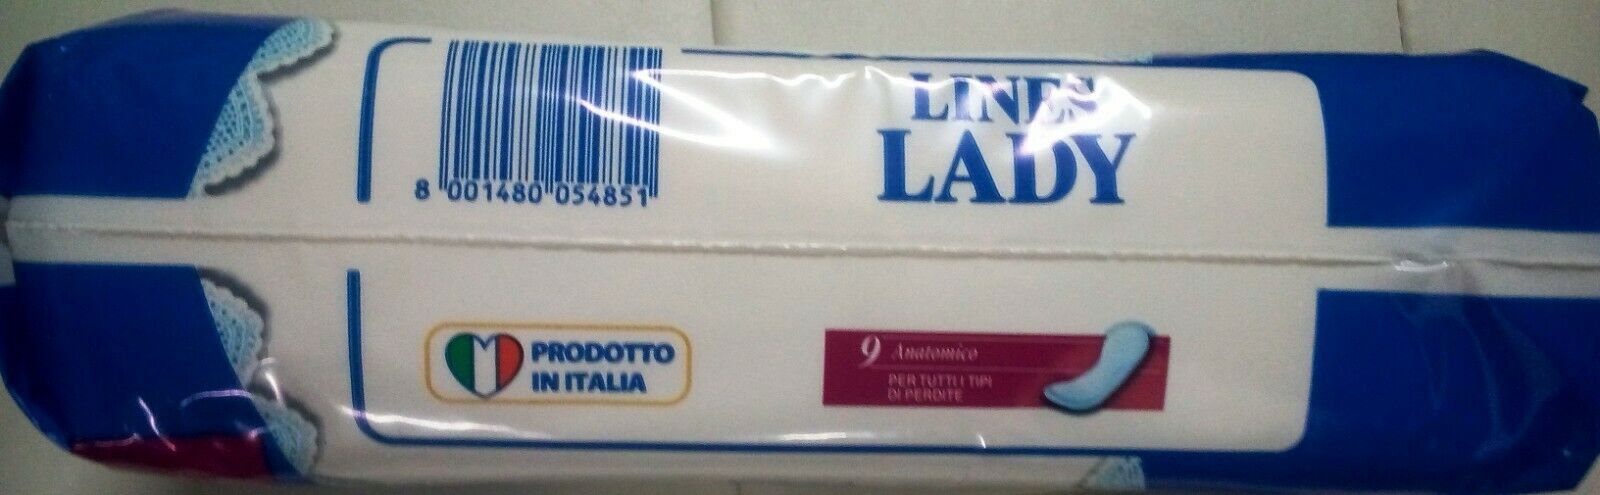 8 001480 054851
LINES
LADY
PRODOTTO
IN ITALIA
9 Anatomico
PER TUTTI I TIPI
DI PERDITE